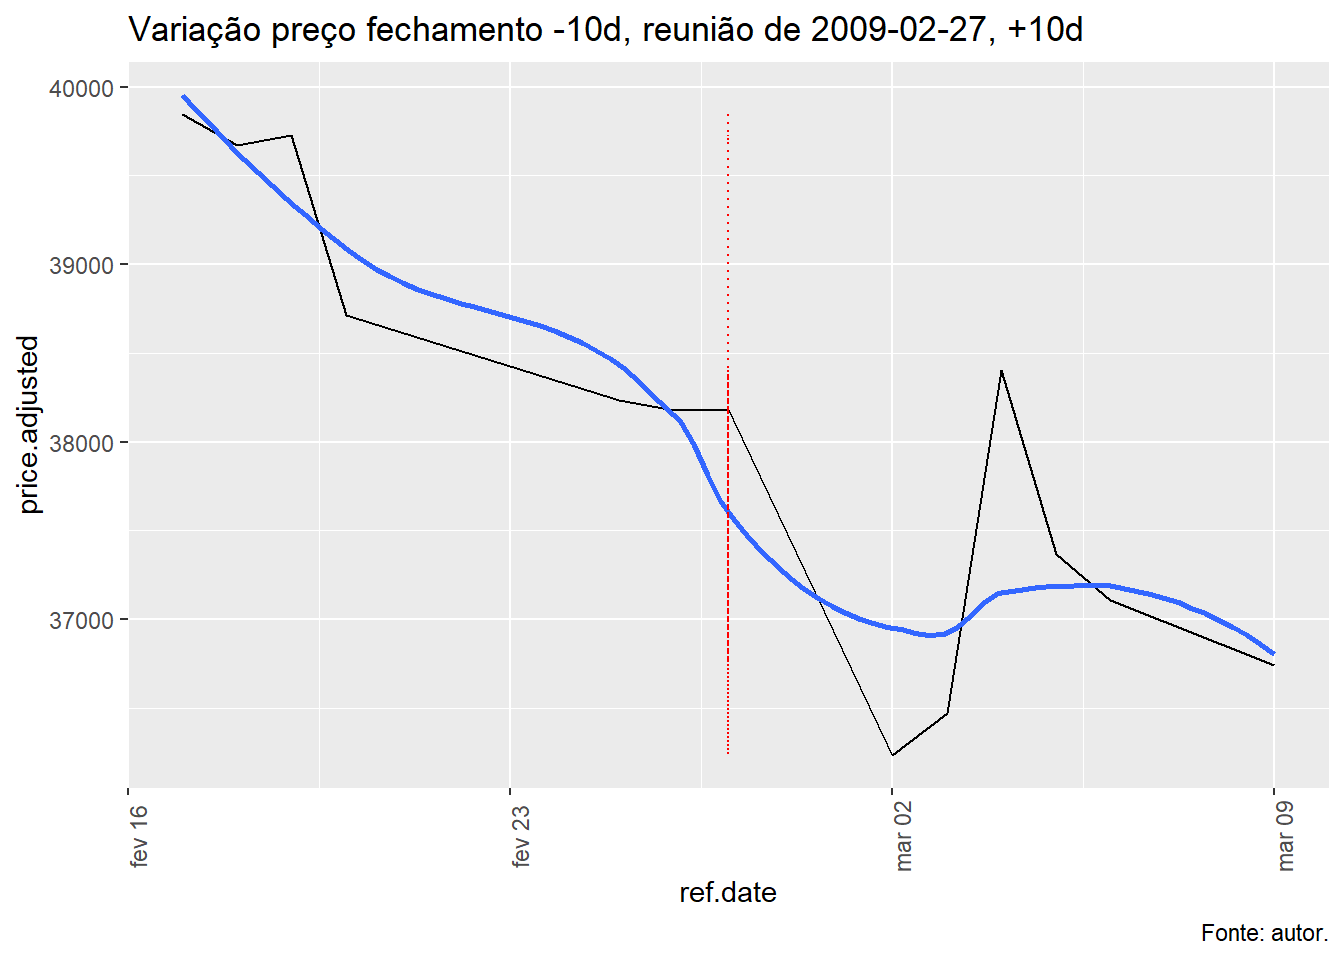 Variação preço fechamento -10d, reunião de 2009-02-27, +10d
40000
39000
38000
37000
price.adjusted
fev 16
fev 23
mar 02
mar 09
ref.date
Fonte: autor.